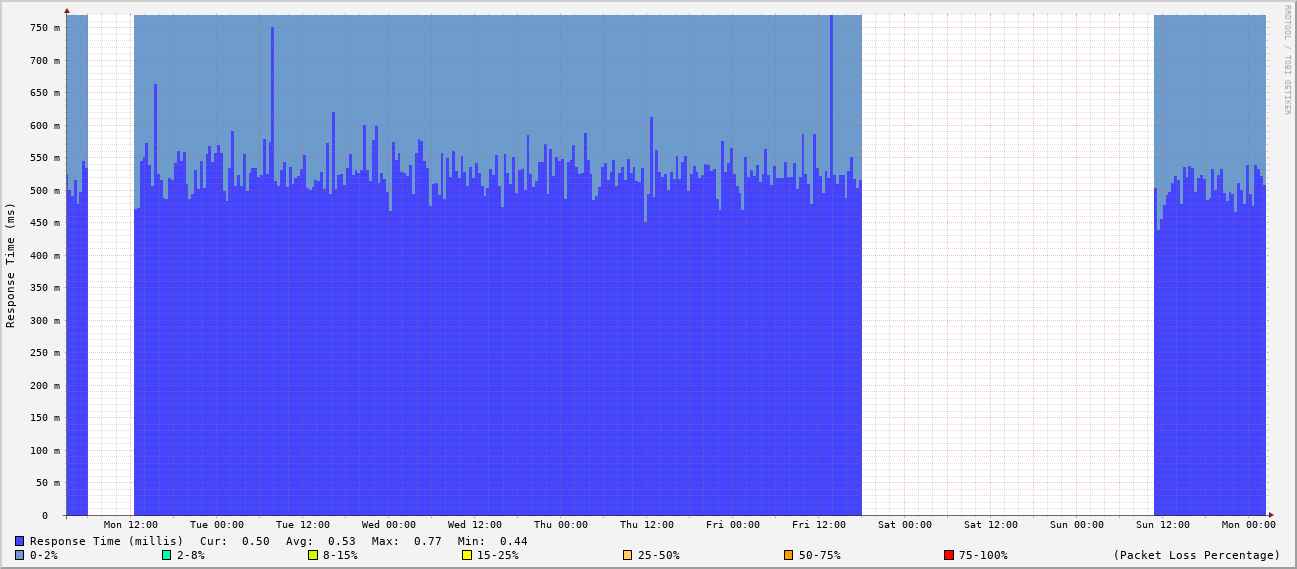 RRDTOOL / TOBI OETIKER
Response Time (ms)
750 m
700 m
650 m
600 m
550 m
500 m
450 m
400 m
350 m
300 m
250 m
200 m
150 m
100 m
50 m
0
Mon 12:00 Tue 00:00 Tue 12:00 Wed 00:00 Wed 12:00 Thu 00:00 Thu 12:00 Fri 00:00 Fri 12:00 Sat 00:00 Sat 12:00 Sun 00:00 Sun 12:00 Mon 00:00
Response Time (millis) Cur: 0.50 Avg: 0.53 Max: 0.77 Min: 0.44
0-2% 2-8% 8-15% 15-25% 25-50% 50-75% 75-100% (Packet Loss Percentage)